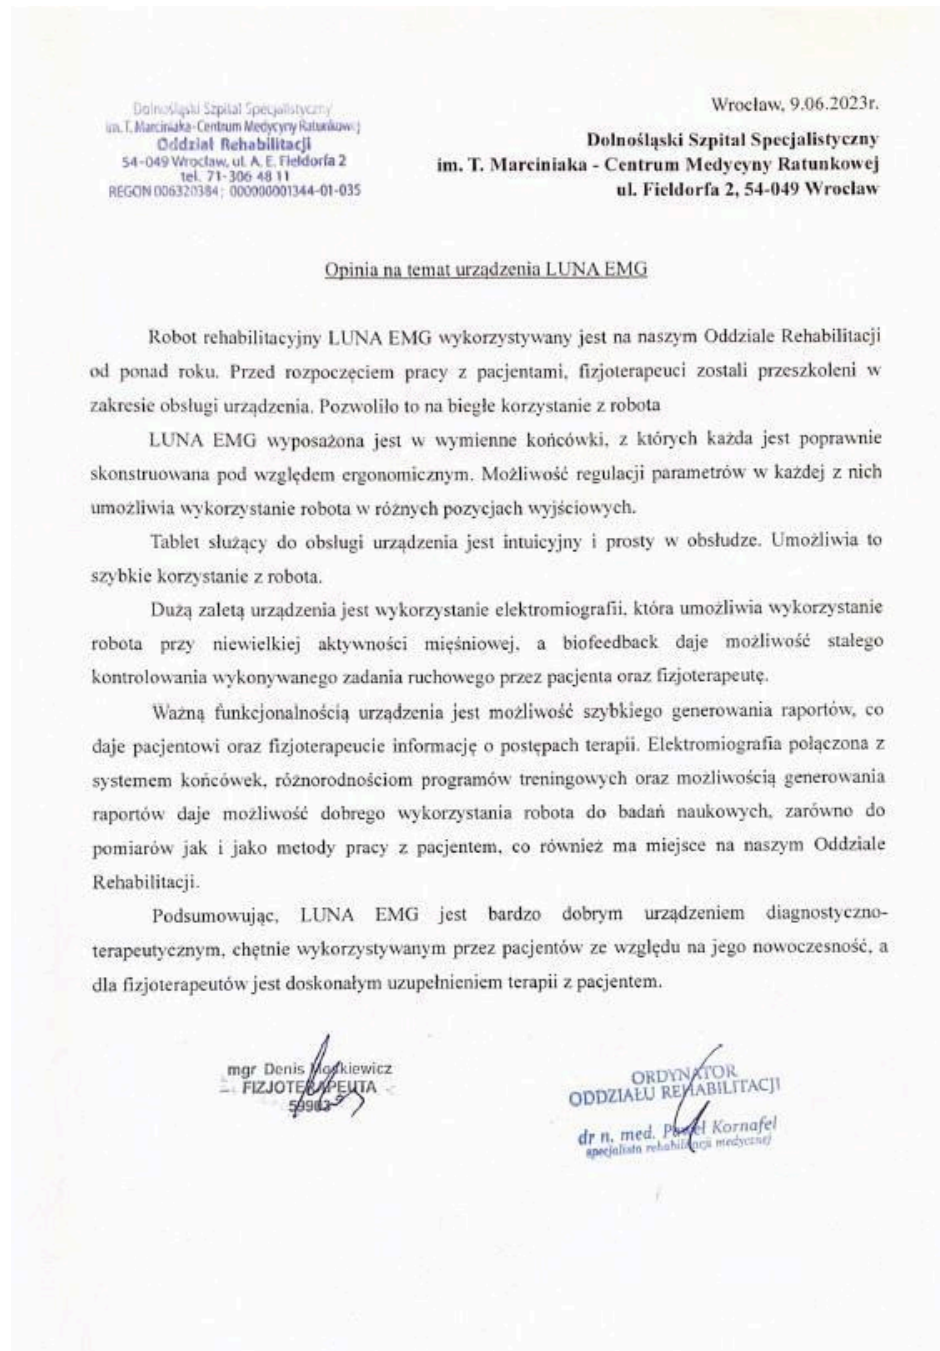 Wrocław, 9.06.2023r.
Dolnośląski Szpital Specjalistyczny
im. T. Marciniaka-Centrum Medycyny Ratunkowej
Oddział Rehabilitacji
54-049 Wrocław, ul. A. E. Fieldorfa 2
tel. 71-306 48 11
REGON 006320384; 000000001344-01-035
Dolnośląski Szpital Specjalistyczny
im. T. Marciniaka - Centrum Medycyny Ratunkowej
ul. Fieldorfa 2, 54-049 Wrocław
Opinia na temat urządzenia LUNA EMG
Robot rehabilitacyjny LUNA EMG wykorzystywany jest na naszym Oddziale Rehabilitacji
od ponad roku. Przed rozpoczęciem pracy z pacjentami, fizjoterapeuci zostali przeszkoleni w
zakresie obsługi urządzenia. Pozwoliło to na biegłe korzystanie z robota
LUNA EMG wyposażona jest w wymienne końcówki, z których każda jest poprawnie
skonstruowana pod względem ergonomicznym. Możliwość regulacji parametrów w każdej z nich
umożliwia wykorzystanie robota w różnych pozycjach wyjściowych.
Tablet służący do obsługi urządzenia jest intuicyjny i prosty w obsłudze. Umożliwia to
szybkie korzystanie z robota.
Dużą zaletą urządzenia jest wykorzystanie elektromiografii, która umożliwia wykorzystanie
robota przy niewielkiej aktywności mięśniowej, a biofeedback daje możliwość stałego
kontrolowania wykonywanego zadania ruchowego przez pacjenta oraz fizjoterapeutę.
Ważną funkcjonalnością urządzenia jest możliwość szybkiego generowania raportów, co
daje pacjentowi oraz fizjoterapeucie informację o postępach terapii. Elektromiografia połączona z
systemem końcówek, różnorodnościom programów treningowych oraz możliwością generowania
raportów daje możliwość dobrego wykorzystania robota do badań naukowych, zarówno do
pomiarów jak i jako metody pracy z pacjentem, co również ma miejsce na naszym Oddziale
Rehabilitacji.
Podsumowując, LUNA EMG jest bardzo dobrym urządzeniem diagnostyczno-
terapeutycznym, chętnie wykorzystywanym przez pacjentów ze względu na jego nowoczesność, a
dla fizjoterapeutów jest doskonałym uzupełnieniem terapii z pacjentem.
mgr Denis
FIZJOTERAPEUTA
ORDYNATOR
ODDZIAŁU REHABILITACJI
dr n. med. Paweł Kornafel
specjalista rehabilitacji medycznej